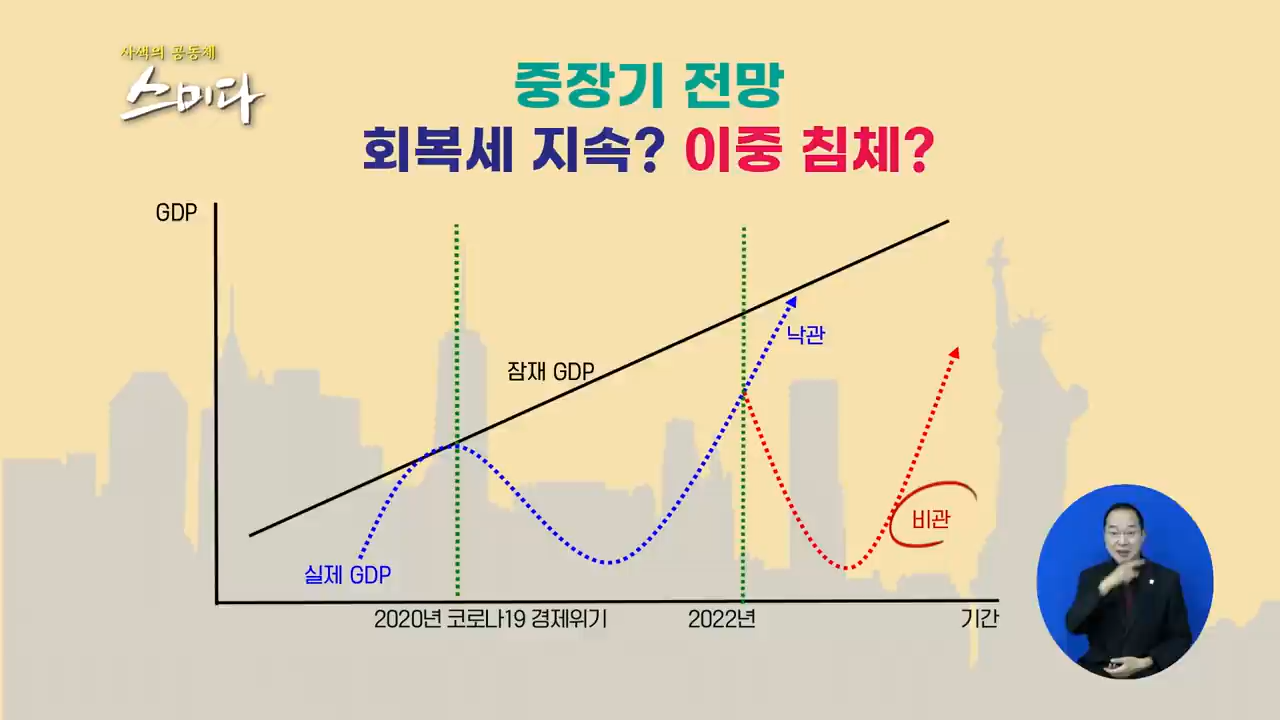 사색의 공동체
스미다
중장기 전망
회복세 지속? 이중 침체?
GDP
낙관
잠재 GDP
비관
실제 GDP
2020년 코로나19 경제위기
2022년
기간